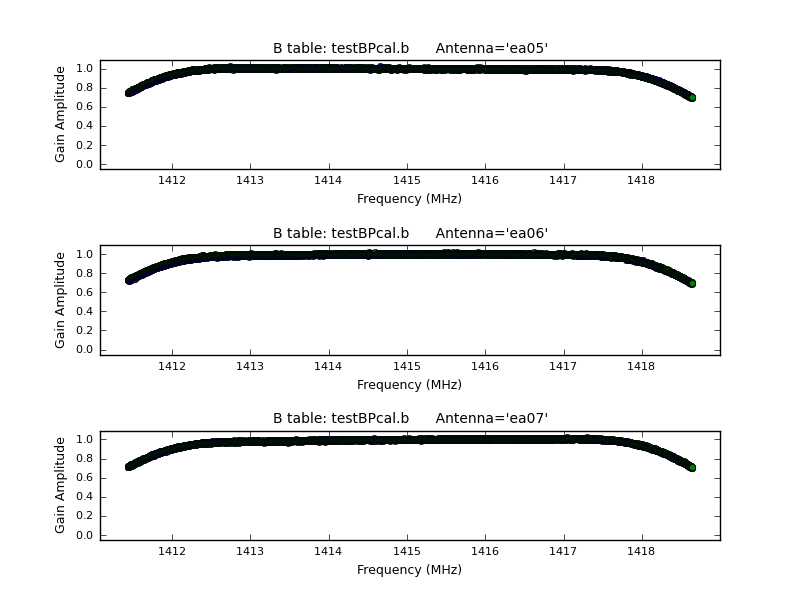 B table: testBPcal.b      Antenna='ea05'
Gain Amplitude
1.0
0.8
0.6
0.4
0.2
0.0
1412 1413 1414 1415 1416 1417 1418
Frequency (MHz)
B table: testBPcal.b      Antenna='ea06'
Gain Amplitude
1.0
0.8
0.6
0.4
0.2
0.0
1412 1413 1414 1415 1416 1417 1418
Frequency (MHz)
B table: testBPcal.b      Antenna='ea07'
Gain Amplitude
1.0
0.8
0.6
0.4
0.2
0.0
1412 1413 1414 1415 1416 1417 1418
Frequency (MHz)